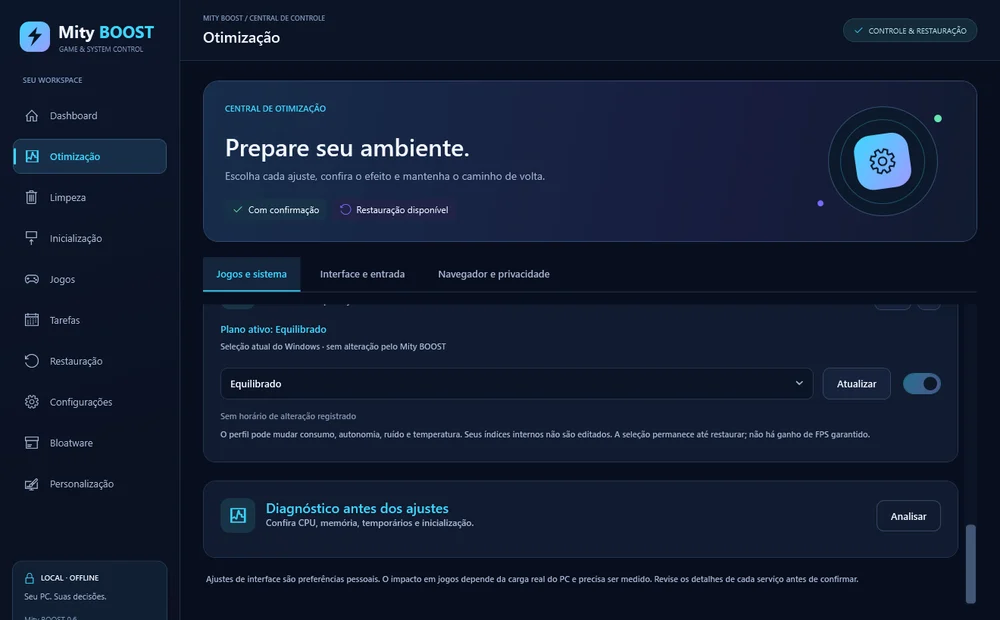 Mity BOOST
GAME & SYSTEM CONTROL
SEU WORKSPACE
Dashboard
Otimização
Limpeza
Inicialização
Jogos
Tarefas
Restauração
Configurações
Bloatware
Personalização
LOCAL · OFFLINE
Seu PC. Suas decisões.
MITY BOOST / CENTRAL DE CONTROLE
Otimização
CONTROLE & RESTAURAÇÃO
CENTRAL DE OTIMIZAÇÃO
Prepare seu ambiente.
Escolha cada ajuste, confira o efeito e mantenha o caminho de volta.
Com confirmação
Restauração disponível
Jogos e sistema
Interface e entrada
Navegador e privacidade
Plano ativo: Equilibrado
Seleção atual do Windows · sem alteração pelo Mity BOOST
Equilibrado
Atualizar
Sem horário de alteração registrado
O perfil pode mudar consumo, autonomia, ruído e temperatura. Seus índices internos não são editados. A seleção permanece até restaurar; não há ganho de FPS garantido.
Diagnóstico antes dos ajustes
Confira CPU, memória, temporários e inicialização.
Analisar
Ajustes de interface são preferências pessoais. O impacto em jogos depende da carga real do PC e precisa ser medido. Revise os detalhes de cada serviço antes de confirmar.